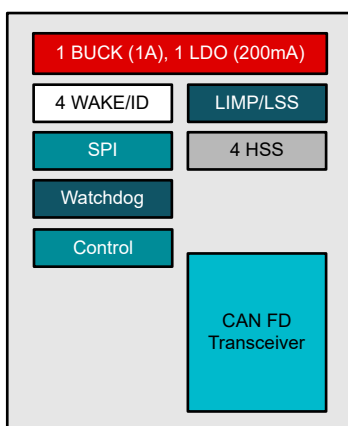 1 BUCK (1A), 1 LDO (200mA)
4 WAKE/ID
LIMP/LSS
SPI
4 HSS
Watchdog
Control
CAN FD
Transceiver